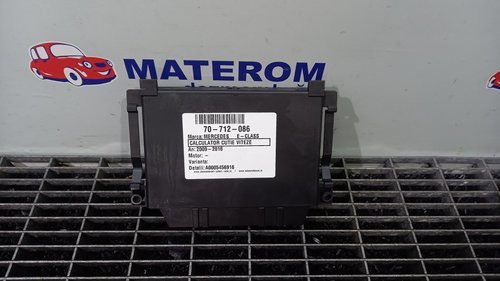 MATEROM
70-712-086
Marca: MERCEDES E-CLASS
CALCULATOR CUTIE VITEZE
An: 2009-2016
Motor: -
Varianta:
Detalii: A0005456916